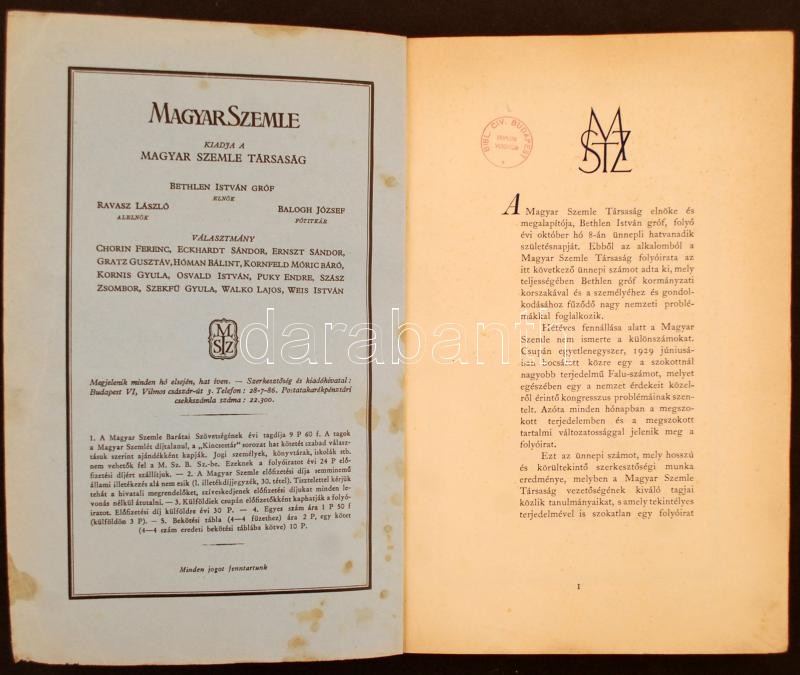 MAGYAR SZEMLE
KIADJA A
MAGYAR SZEMLE TÁRSASÁG
BETHLEN ISTVÁN GRÓF
ELNÖK
RAVASZ LÁSZLÓ
ALELNÖK
BALOGH JÓZSEF
FŐTITKÁR
VÁLASZTMÁNY
CHORIN FERENC, ECKHARDT SÁNDOR, ERNSZT SÁNDOR,
GRATZ GUSZTÁV, HÓMAN BÁLINT, KORNFELD MÓRIC BÁRÓ,
KORNIS GYULA, OSVALD ISTVÁN, PUKY ENDRE, SZÁSZ
ZSOMBOR, SZEKFŰ GYULA, WALKO LAJOS, WEIS ISTVÁN
M
SZ
Megjelenik minden hó elsején, hat íven. — Szerkesztőség és kiadóhivatal :
Budapest VI, Vilmos császár-út 3. Telefon : 28-7-86. Postatakarékpénztári
csekkszámla száma : 22.300.
1. A Magyar Szemle Barátai Szövetségének évi tagdíja 9 P 60 f. A tagok
a Magyar Szemlét díjtalanul, a „Kincsestár" sorozat hat kötetét szabad válasz-
tásuk szerint ajándékként kapják. Jogi személyek, könyvtárak, iskolák stb.
nem vehetők fel a M. Sz. B. Sz.-be. Ezeknek a folyóiratot évi 24 P elő-
fizetési díjért szállítjuk. — 2. A Magyar Szemle előfizetési díja semminemű
állami illetékezés alá nem esik (l. illetékdíjjegyzék, 30. tétel). Tisztelettel kérjük
tehát a hivatali megrendelőket, szíveskedjenek előfizetési díjukat minden le-
vonás nélkül átutalni. — 3. Külföldiek csupán előfizetőkként kaphatják a folyó-
iratot. Előfizetési díj külföldre évi 30 P. — 4. Egyes szám ára 1 P 50 f
(külföldön 3 P). — 5. Bekötési tábla (4—4 füzethez) ára 2 P, egy kötet
(4—4 szám eredeti bekötési táblába kötve) 10 P.
Minden jogot fenntartunk
BIBL. CIV. BUDAPEST
MSTZ
A Magyar Szemle Társaság elnöke és
megalapítója, Bethlen István gróf, folyó
évi október hó 8-án ünnepli hatvanadik
születésnapját. Ebből az alkalomból a
Magyar Szemle Társaság folyóirata
az itt következő ünnepi számot adta ki, mely
teljességében Bethlen gróf kormányzati
korszakával és a személyéhez és gondol-
kodásához fűződő nagy nemzeti problé-
mákkal foglalkozik.
Hétéves fennállása alatt a Magyar
Szemle nem ismerte a különszámokat.
Csupán egyetlenegyszer, 1929 júniusá-
ban bocsátott közre egy a szokottnál
nagyobb terjedelmű Falu-számot, melyet
egészében egy a nemzet érdekeit közel-
ről érintő kongresszus problémáinak szen-
telt. Azóta minden hónapban a megszo-
kott terjedelemben és a megszokott
tartalmi változatossággal jelenik meg a
folyóirat.
Ezt az ünnepi számot, mely hosszú
és körültekintő szerkesztőségi munka
eredménye, melyben a Magyar Szemle
Társaság vezetőségének kiváló tagjai
közlik tanulmányaikat, s amely tekintélyes
terjedelmével is szokatlan egy folyóirat
1
darabanth